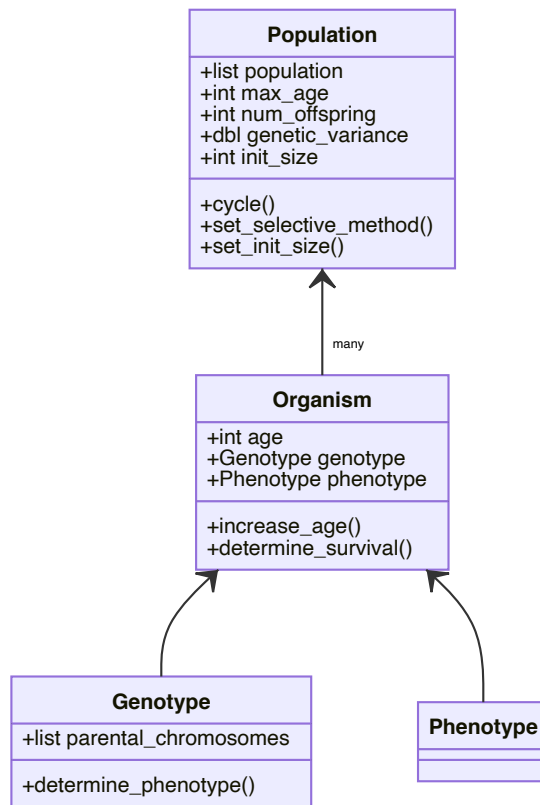 Population
+list population
+int max_age
+int num_offspring
+dbl genetic_variance
+int init_size
+cycle()
+set_selective_method()
+set_init_size()
many
Organism
+int age
+Genotype genotype
+Phenotype phenotype
+increase_age()
+determine_survival()
Genotype
+list parental_chromosomes
+determine_phenotype()
Phenotype